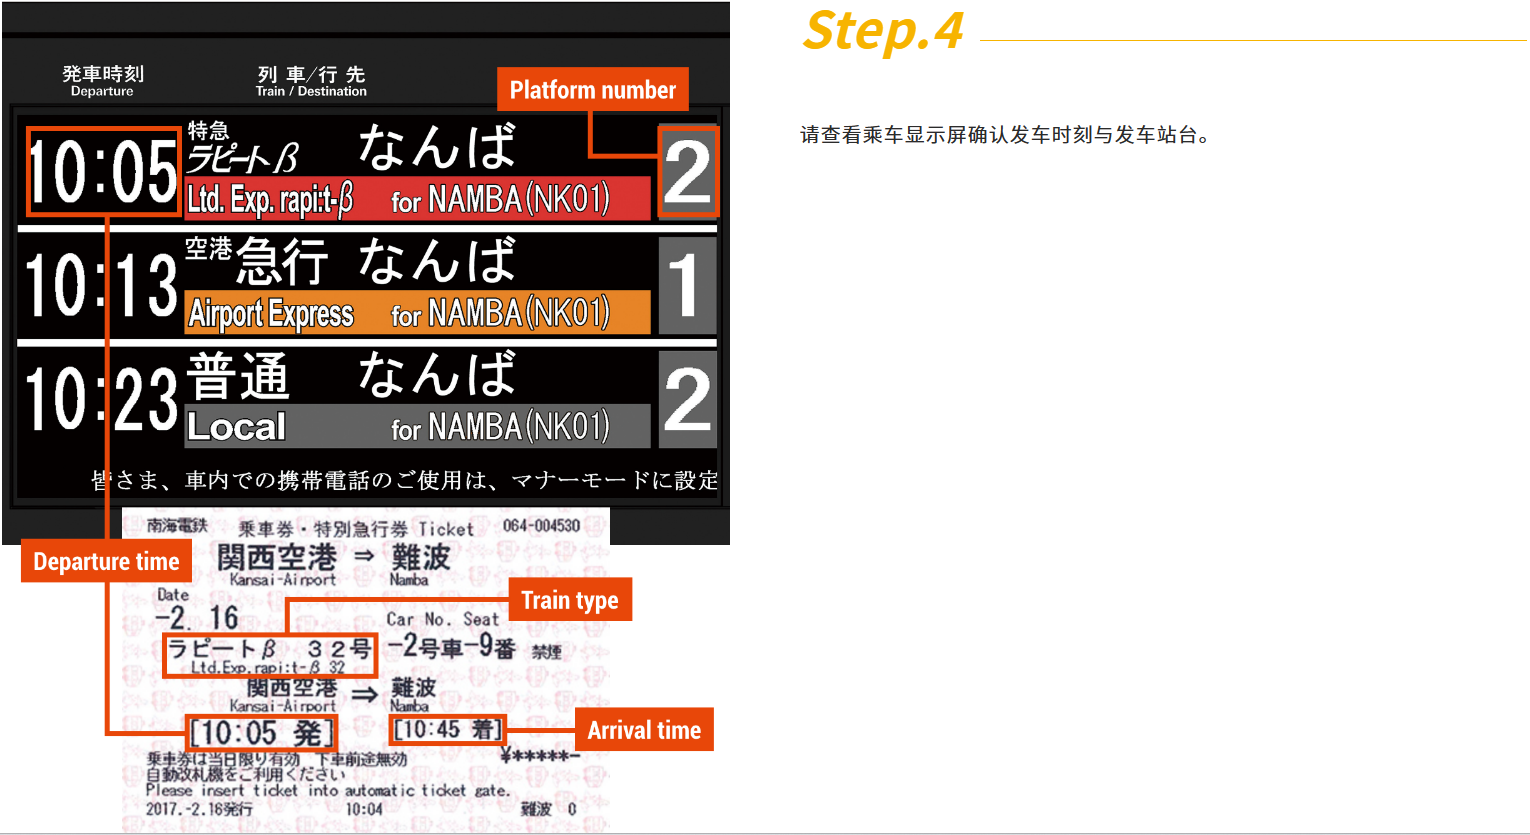 発車時刻
Departure
列車/行先
Train / Destination
Platform number
10:05
特急
ラピートβ
なんば
Ltd. Exp. rapi:t-β for NAMBA(NK01)
2
10:13
空港急行
なんば
Airport Express for NAMBA(NK01)
1
10:23
普通
なんば
Local for NAMBA(NK01)
2
皆さま、車内での携帯電話のご使用は、マナーモードに設定
南海電鉄 乗車券・特別急行券 Ticket 064-004530
関西空港 ⇒ 難波
Kansai-Airport Namba
Departure time
Date
-2. 16
Train type
Car No. Seat
ラピートβ 32号 -2号車-9番 禁煙
Ltd.Exp.rapi:t-β 32
関西空港 ⇒ 難波
Kansai-Airport Namba
[10:05 発] [10:45 着]
Arrival time
乗車券は当日限り有効 下車前途無効 ¥*****-
自動改札機をご利用ください
Please insert ticket into automatic ticket gate.
2017.-2.16発行 10:04 難波 0
Step.4
请查看乘车显示屏确认发车时刻与发车站台。